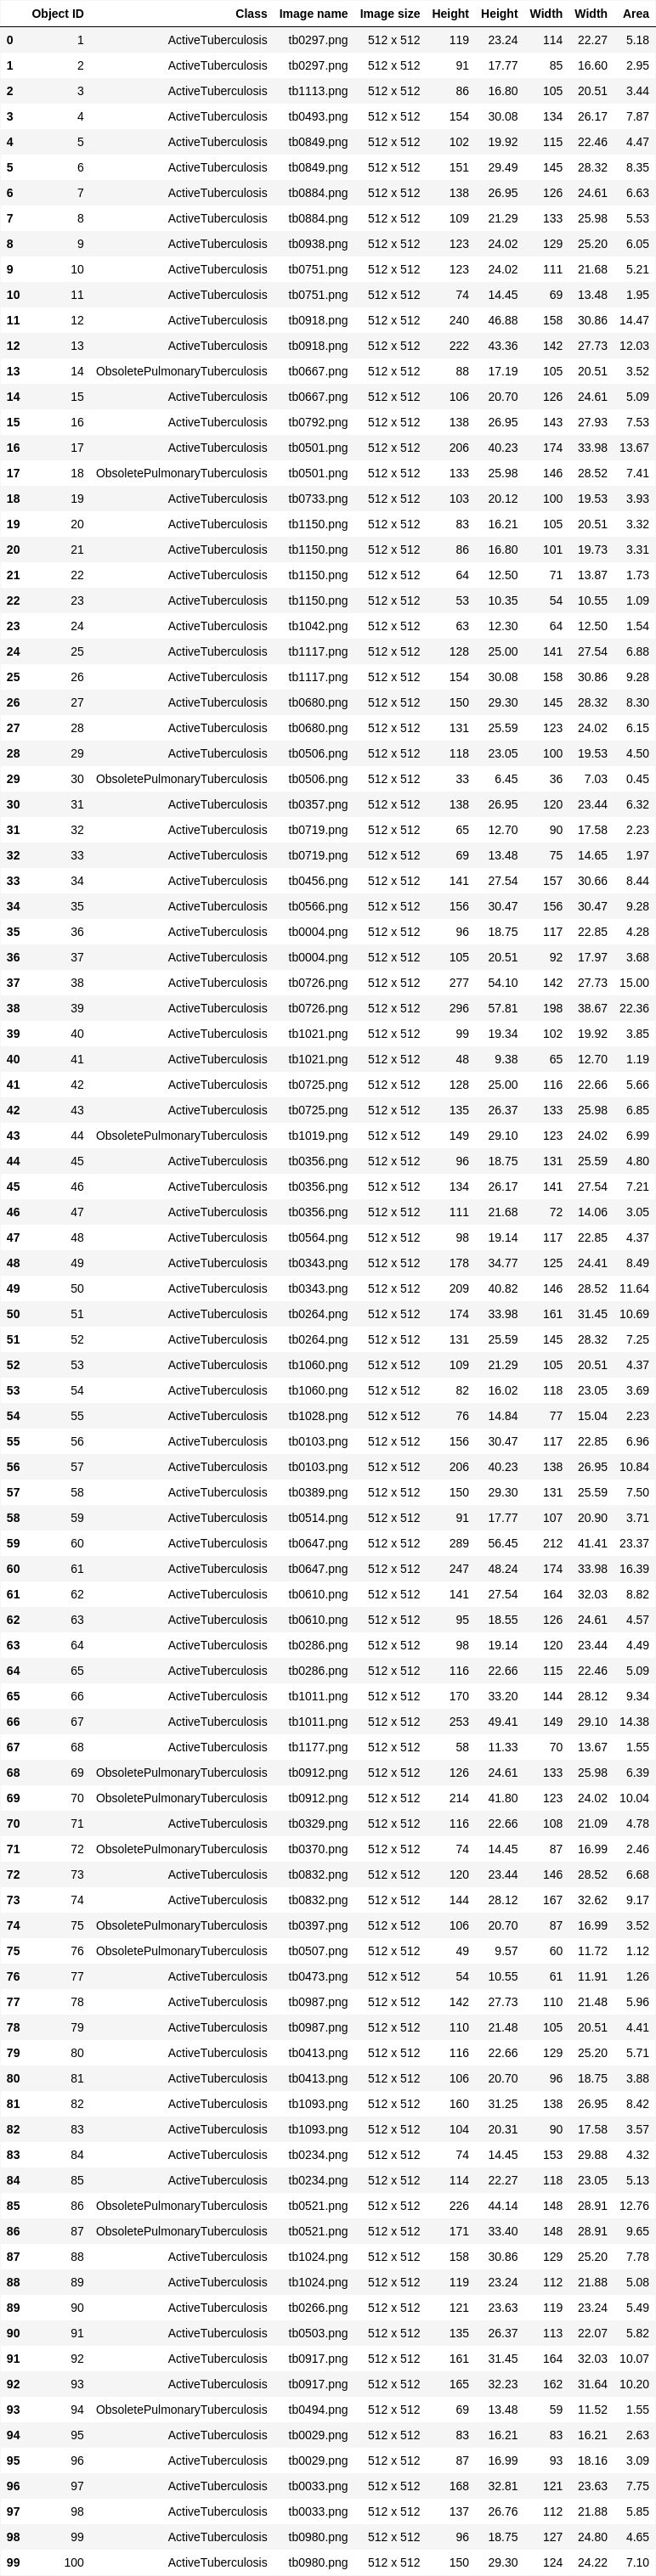 Object ID Class Image name Image size Height Height Width Width Area
0 1 ActiveTuberculosis tb0297.png 512 x 512 119 23.24 114 22.27 5.18
1 2 ActiveTuberculosis tb0297.png 512 x 512 91 17.77 85 16.60 2.95
2 3 ActiveTuberculosis tb1113.png 512 x 512 86 16.80 105 20.51 3.44
3 4 ActiveTuberculosis tb0493.png 512 x 512 154 30.08 134 26.17 7.87
4 5 ActiveTuberculosis tb0849.png 512 x 512 102 19.92 115 22.46 4.47
5 6 ActiveTuberculosis tb0849.png 512 x 512 151 29.49 145 28.32 8.35
6 7 ActiveTuberculosis tb0884.png 512 x 512 138 26.95 126 24.61 6.63
7 8 ActiveTuberculosis tb0884.png 512 x 512 109 21.29 133 25.98 5.53
8 9 ActiveTuberculosis tb0938.png 512 x 512 123 24.02 129 25.20 6.05
9 10 ActiveTuberculosis tb0751.png 512 x 512 123 24.02 111 21.68 5.21
10 11 ActiveTuberculosis tb0751.png 512 x 512 74 14.45 69 13.48 1.95
11 12 ActiveTuberculosis tb0918.png 512 x 512 240 46.88 158 30.86 14.47
12 13 ActiveTuberculosis tb0918.png 512 x 512 222 43.36 142 27.73 12.03
13 14 ObsoletePulmonaryTuberculosis tb0667.png 512 x 512 88 17.19 105 20.51 3.52
14 15 ActiveTuberculosis tb0667.png 512 x 512 106 20.70 126 24.61 5.09
15 16 ActiveTuberculosis tb0792.png 512 x 512 138 26.95 143 27.93 7.53
16 17 ActiveTuberculosis tb0501.png 512 x 512 206 40.23 174 33.98 13.67
17 18 ObsoletePulmonaryTuberculosis tb0501.png 512 x 512 133 25.98 146 28.52 7.41
18 19 ActiveTuberculosis tb0733.png 512 x 512 103 20.12 100 19.53 3.93
19 20 ActiveTuberculosis tb1150.png 512 x 512 83 16.21 105 20.51 3.32
20 21 ActiveTuberculosis tb1150.png 512 x 512 86 16.80 101 19.73 3.31
21 22 ActiveTuberculosis tb1150.png 512 x 512 64 12.50 71 13.87 1.73
22 23 ActiveTuberculosis tb1150.png 512 x 512 53 10.35 54 10.55 1.09
23 24 ActiveTuberculosis tb1042.png 512 x 512 63 12.30 64 12.50 1.54
24 25 ActiveTuberculosis tb1117.png 512 x 512 128 25.00 141 27.54 6.88
25 26 ActiveTuberculosis tb1117.png 512 x 512 154 30.08 158 30.86 9.28
26 27 ActiveTuberculosis tb0680.png 512 x 512 150 29.30 145 28.32 8.30
27 28 ActiveTuberculosis tb0680.png 512 x 512 131 25.59 123 24.02 6.15
28 29 ActiveTuberculosis tb0506.png 512 x 512 118 23.05 100 19.53 4.50
29 30 ObsoletePulmonaryTuberculosis tb0506.png 512 x 512 33 6.45 36 7.03 0.45
30 31 ActiveTuberculosis tb0357.png 512 x 512 138 26.95 120 23.44 6.32
31 32 ActiveTuberculosis tb0719.png 512 x 512 65 12.70 90 17.58 2.23
32 33 ActiveTuberculosis tb0719.png 512 x 512 69 13.48 75 14.65 1.97
33 34 ActiveTuberculosis tb0456.png 512 x 512 141 27.54 157 30.66 8.44
34 35 ActiveTuberculosis tb0566.png 512 x 512 156 30.47 156 30.47 9.28
35 36 ActiveTuberculosis tb0004.png 512 x 512 96 18.75 117 22.85 4.28
36 37 ActiveTuberculosis tb0004.png 512 x 512 105 20.51 92 17.97 3.68
37 38 ActiveTuberculosis tb0726.png 512 x 512 277 54.10 142 27.73 15.00
38 39 ActiveTuberculosis tb0726.png 512 x 512 296 57.81 198 38.67 22.36
39 40 ActiveTuberculosis tb1021.png 512 x 512 99 19.34 102 19.92 3.85
40 41 ActiveTuberculosis tb1021.png 512 x 512 48 9.38 65 12.70 1.19
41 42 ActiveTuberculosis tb0725.png 512 x 512 128 25.00 116 22.66 5.66
42 43 ActiveTuberculosis tb0725.png 512 x 512 135 26.37 133 25.98 6.85
43 44 ObsoletePulmonaryTuberculosis tb1019.png 512 x 512 149 29.10 123 24.02 6.99
44 45 ActiveTuberculosis tb0356.png 512 x 512 96 18.75 131 25.59 4.80
45 46 ActiveTuberculosis tb0356.png 512 x 512 134 26.17 141 27.54 7.21
46 47 ActiveTuberculosis tb0356.png 512 x 512 111 21.68 72 14.06 3.05
47 48 ActiveTuberculosis tb0564.png 512 x 512 98 19.14 117 22.85 4.37
48 49 ActiveTuberculosis tb0343.png 512 x 512 178 34.77 125 24.41 8.49
49 50 ActiveTuberculosis tb0343.png 512 x 512 209 40.82 146 28.52 11.64
50 51 ActiveTuberculosis tb0264.png 512 x 512 174 33.98 161 31.45 10.69
51 52 ActiveTuberculosis tb0264.png 512 x 512 131 25.59 145 28.32 7.25
52 53 ActiveTuberculosis tb1060.png 512 x 512 109 21.29 105 20.51 4.37
53 54 ActiveTuberculosis tb1060.png 512 x 512 82 16.02 118 23.05 3.69
54 55 ActiveTuberculosis tb1028.png 512 x 512 76 14.84 77 15.04 2.23
55 56 ActiveTuberculosis tb0103.png 512 x 512 156 30.47 117 22.85 6.96
56 57 ActiveTuberculosis tb0103.png 512 x 512 206 40.23 138 26.95 10.84
57 58 ActiveTuberculosis tb0389.png 512 x 512 150 29.30 131 25.59 7.50
58 59 ActiveTuberculosis tb0514.png 512 x 512 91 17.77 107 20.90 3.71
59 60 ActiveTuberculosis tb0647.png 512 x 512 289 56.45 212 41.41 23.37
60 61 ActiveTuberculosis tb0647.png 512 x 512 247 48.24 174 33.98 16.39
61 62 ActiveTuberculosis tb0610.png 512 x 512 141 27.54 164 32.03 8.82
62 63 ActiveTuberculosis tb0610.png 512 x 512 95 18.55 126 24.61 4.57
63 64 ActiveTuberculosis tb0286.png 512 x 512 98 19.14 120 23.44 4.49
64 65 ActiveTuberculosis tb0286.png 512 x 512 116 22.66 115 22.46 5.09
65 66 ActiveTuberculosis tb1011.png 512 x 512 170 33.20 144 28.12 9.34
66 67 ActiveTuberculosis tb1011.png 512 x 512 253 49.41 149 29.10 14.38
67 68 ActiveTuberculosis tb1177.png 512 x 512 58 11.33 70 13.67 1.55
68 69 ObsoletePulmonaryTuberculosis tb0912.png 512 x 512 126 24.61 133 25.98 6.39
69 70 ObsoletePulmonaryTuberculosis tb0912.png 512 x 512 214 41.80 123 24.02 10.04
70 71 ActiveTuberculosis tb0329.png 512 x 512 116 22.66 108 21.09 4.78
71 72 ObsoletePulmonaryTuberculosis tb0370.png 512 x 512 74 14.45 87 16.99 2.46
72 73 ActiveTuberculosis tb0832.png 512 x 512 120 23.44 146 28.52 6.68
73 74 ActiveTuberculosis tb0832.png 512 x 512 144 28.12 167 32.62 9.17
74 75 ObsoletePulmonaryTuberculosis tb0397.png 512 x 512 106 20.70 87 16.99 3.52
75 76 ObsoletePulmonaryTuberculosis tb0507.png 512 x 512 49 9.57 60 11.72 1.12
76 77 ActiveTuberculosis tb0473.png 512 x 512 54 10.55 61 11.91 1.26
77 78 ActiveTuberculosis tb0987.png 512 x 512 142 27.73 110 21.48 5.96
78 79 ActiveTuberculosis tb0987.png 512 x 512 110 21.48 105 20.51 4.41
79 80 ActiveTuberculosis tb0413.png 512 x 512 116 22.66 129 25.20 5.71
80 81 ActiveTuberculosis tb0413.png 512 x 512 106 20.70 96 18.75 3.88
81 82 ActiveTuberculosis tb1093.png 512 x 512 160 31.25 138 26.95 8.42
82 83 ActiveTuberculosis tb1093.png 512 x 512 104 20.31 90 17.58 3.57
83 84 ActiveTuberculosis tb0234.png 512 x 512 74 14.45 153 29.88 4.32
84 85 ActiveTuberculosis tb0234.png 512 x 512 114 22.27 118 23.05 5.13
85 86 ObsoletePulmonaryTuberculosis tb0521.png 512 x 512 226 44.14 148 28.91 12.76
86 87 ObsoletePulmonaryTuberculosis tb0521.png 512 x 512 171 33.40 148 28.91 9.65
87 88 ActiveTuberculosis tb1024.png 512 x 512 158 30.86 129 25.20 7.78
88 89 ActiveTuberculosis tb1024.png 512 x 512 119 23.24 112 21.88 5.08
89 90 ActiveTuberculosis tb0266.png 512 x 512 121 23.63 119 23.24 5.49
90 91 ActiveTuberculosis tb0503.png 512 x 512 135 26.37 113 22.07 5.82
91 92 ActiveTuberculosis tb0917.png 512 x 512 161 31.45 164 32.03 10.07
92 93 ActiveTuberculosis tb0917.png 512 x 512 165 32.23 162 31.64 10.20
93 94 ObsoletePulmonaryTuberculosis tb0494.png 512 x 512 69 13.48 59 11.52 1.55
94 95 ActiveTuberculosis tb0029.png 512 x 512 83 16.21 83 16.21 2.63
95 96 ActiveTuberculosis tb0029.png 512 x 512 87 16.99 93 18.16 3.09
96 97 ActiveTuberculosis tb0033.png 512 x 512 168 32.81 121 23.63 7.75
97 98 ActiveTuberculosis tb0033.png 512 x 512 137 26.76 112 21.88 5.85
98 99 ActiveTuberculosis tb0980.png 512 x 512 96 18.75 127 24.80 4.65
99 100 ActiveTuberculosis tb0980.png 512 x 512 150 29.30 124 24.22 7.10